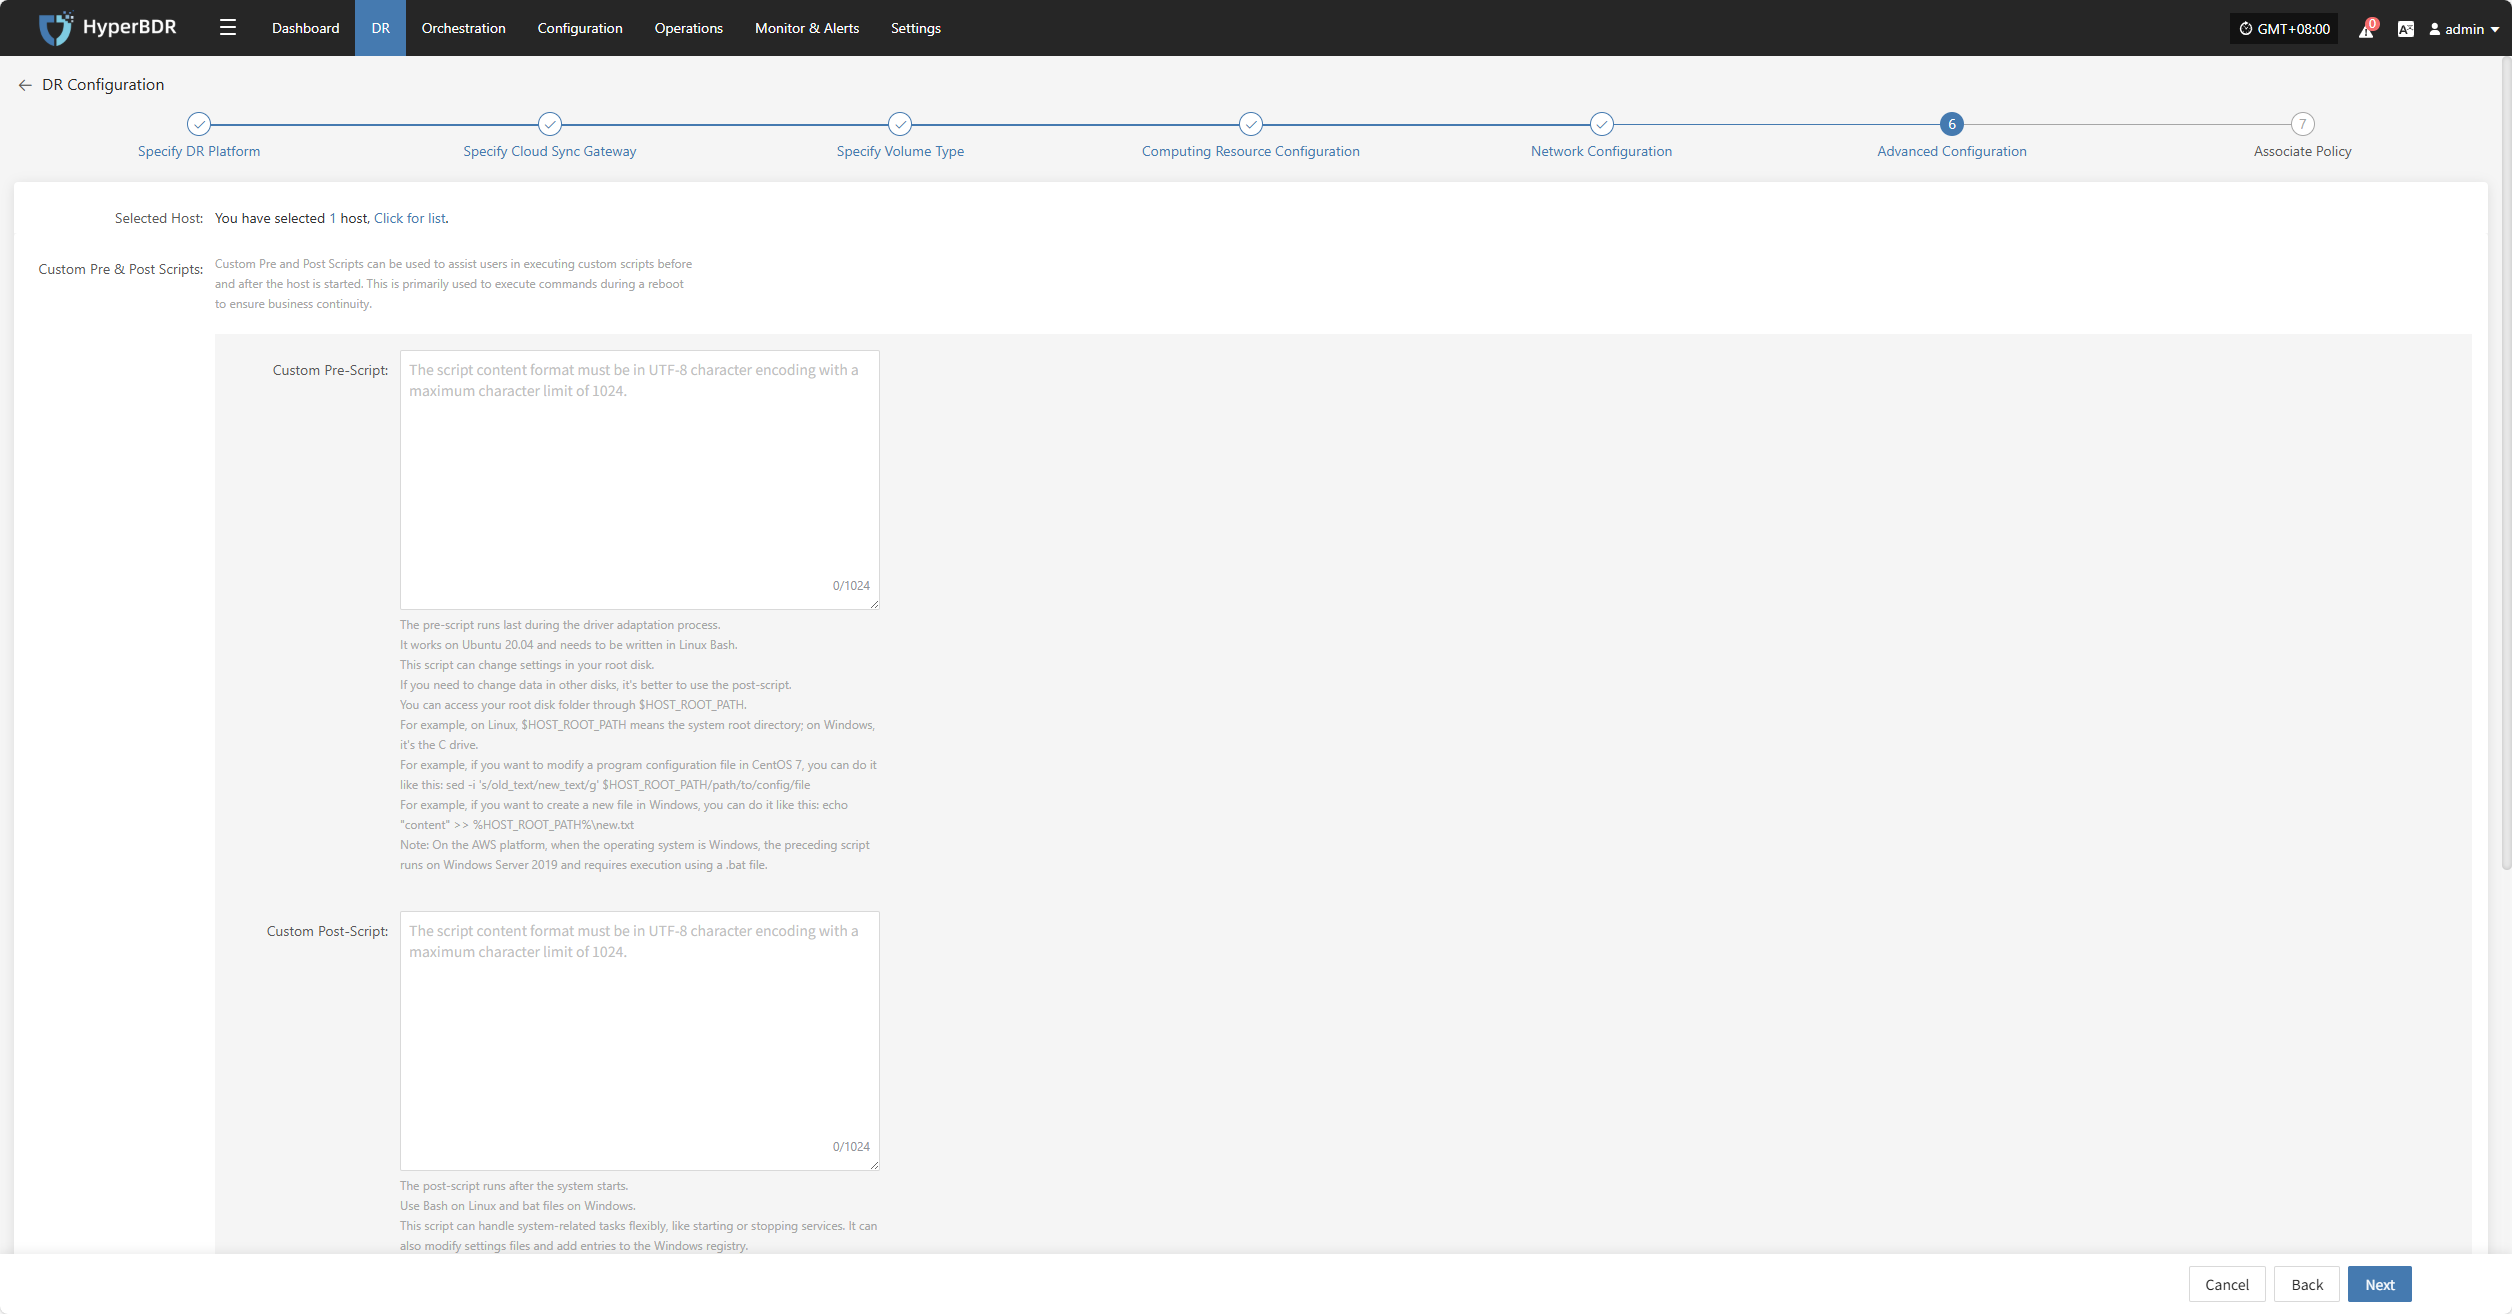 HyperBDR
Dashboard
DR
Orchestration
Configuration
Operations
Monitor & Alerts
Settings
GMT+08:00
0
admin
DR Configuration
6
7
Specify DR Platform
Specify Cloud Sync Gateway
Specify Volume Type
Computing Resource Configuration
Network Configuration
Advanced Configuration
Associate Policy
Selected Host: You have selected 1 host, Click for list.
Custom Pre & Post Scripts: Custom Pre and Post Scripts can be used to assist users in executing custom scripts before
and after the host is started. This is primarily used to execute commands during a reboot
to ensure business continuity.
Custom Pre-Script: The script content format must be in UTF-8 character encoding with a
maximum character limit of 1024.
0/1024
The pre-script runs last during the driver adaptation process.
It works on Ubuntu 20.04 and needs to be written in Linux Bash.
This script can change settings in your root disk.
If you need to change data in other disks, it's better to use the post-script.
You can access your root disk folder through $HOST_ROOT_PATH.
For example, on Linux, $HOST_ROOT_PATH means the system root directory; on Windows,
it's the C drive.
For example, if you want to modify a program configuration file in CentOS 7, you can do it
like this: sed -i 's/old_text/new_text/g' $HOST_ROOT_PATH/path/to/config/file
For example, if you want to create a new file in Windows, you can do it like this: echo
"content" >> %HOST_ROOT_PATH%\new.txt
Note: On the AWS platform, when the operating system is Windows, the preceding script
runs on Windows Server 2019 and requires execution using a .bat file.
Custom Post-Script: The script content format must be in UTF-8 character encoding with a
maximum character limit of 1024.
0/1024
The post-script runs after the system starts.
Use Bash on Linux and bat files on Windows.
This script can handle system-related tasks flexibly, like starting or stopping services. It can
also modify settings files and add entries to the Windows registry.
Cancel
Back
Next